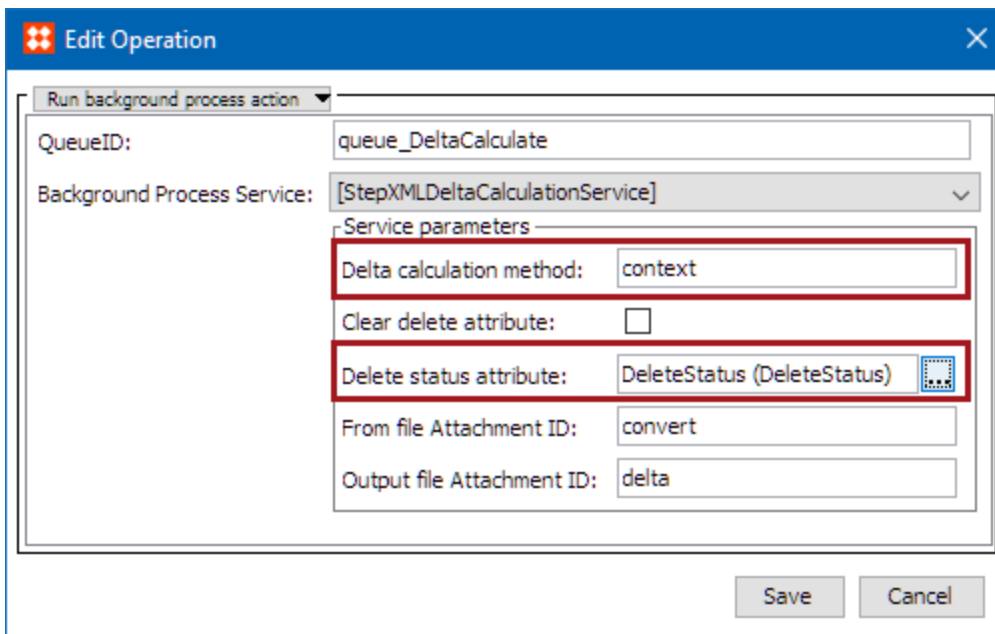 Edit Operation
Run background process action
QueueID: queue_DeltaCalculate
Background Process Service: [StepXMLDeltaCalculationService]
Service parameters
Delta calculation method: context
Clear delete attribute:
Delete status attribute: DeleteStatus (DeleteStatus) ...
From file Attachment ID: convert
Output file Attachment ID: delta
Save Cancel